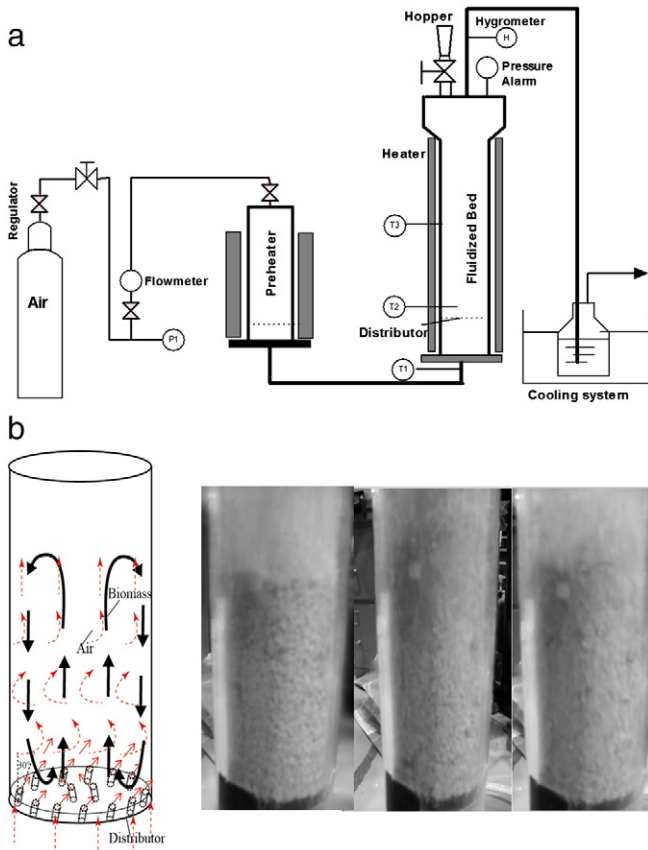 a
Hopper
Hygrometer
H
Pressure
Alarm
Heater
Regulator
T3
Fluidized Bed
Preheater
Flowmeter
Air
T2
Distributor
P1
T1
Cooling system
b
Biomass
Air
30°
Distributor